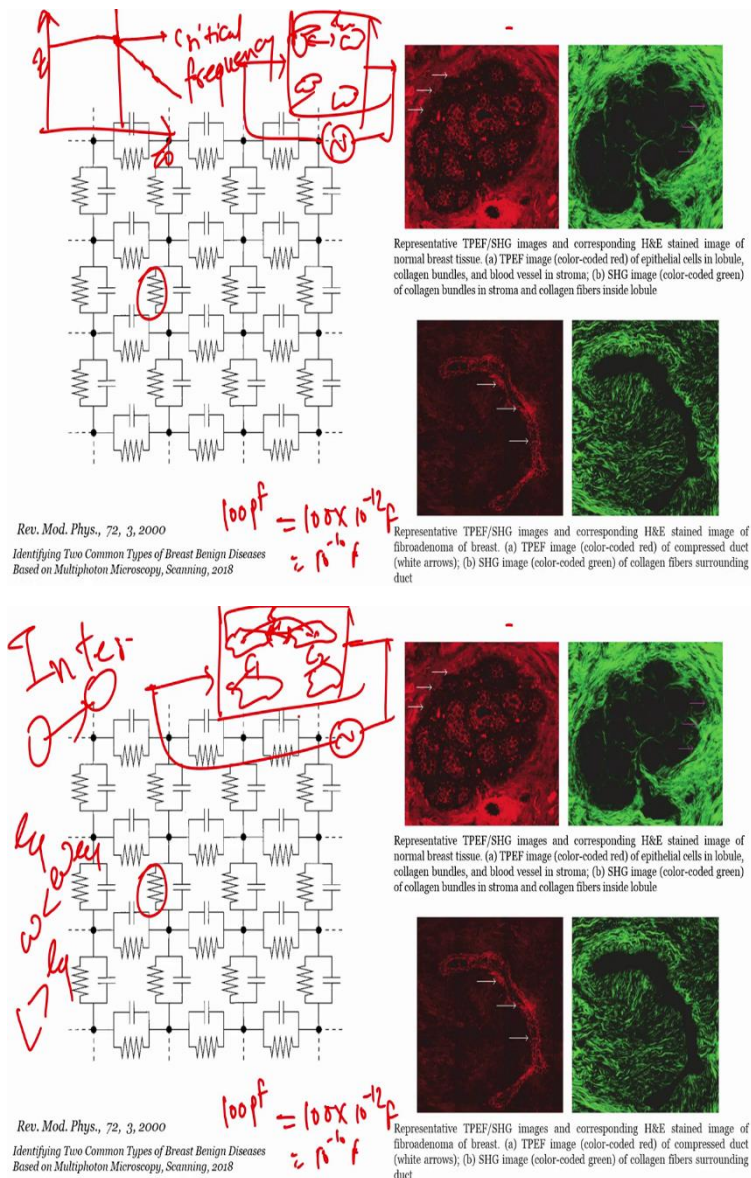 critical
frequency
Z
ω
Representative TPEF/SHG images and corresponding H&E stained image of
normal breast tissue. (a) TPEF image (color-coded red) of epithelial cells in lobule,
collagen bundles, and blood vessel in stroma; (b) SHG image (color-coded green)
of collagen bundles in stroma and collagen fibers inside lobule
100pf = 100x 10⁻¹² f
= 10⁻¹⁰ f
Rev. Mod. Phys., 72, 3, 2000
Identifying Two Common Types of Breast Benign Diseases
Based on Multiphoton Microscopy, Scanning, 2018
Representative TPEF/SHG images and corresponding H&E stained image of
fibroadenoma of breast. (a) TPEF image (color-coded red) of compressed duct
(white arrows); (b) SHG image (color-coded green) of collagen fibers surrounding
duct
Inter-
Representative TPEF/SHG images and corresponding H&E stained image of
normal breast tissue. (a) TPEF image (color-coded red) of epithelial cells in lobule,
collagen bundles, and blood vessel in stroma; (b) SHG image (color-coded green)
of collagen bundles in stroma and collagen fibers inside lobule
100pf = 100x 10⁻¹² f
= 10⁻¹⁰ f
Rev. Mod. Phys., 72, 3, 2000
Identifying Two Common Types of Breast Benign Diseases
Based on Multiphoton Microscopy, Scanning, 2018
Representative TPEF/SHG images and corresponding H&E stained image of
fibroadenoma of breast. (a) TPEF image (color-coded red) of compressed duct
(white arrows); (b) SHG image (color-coded green) of collagen fibers surrounding
duct